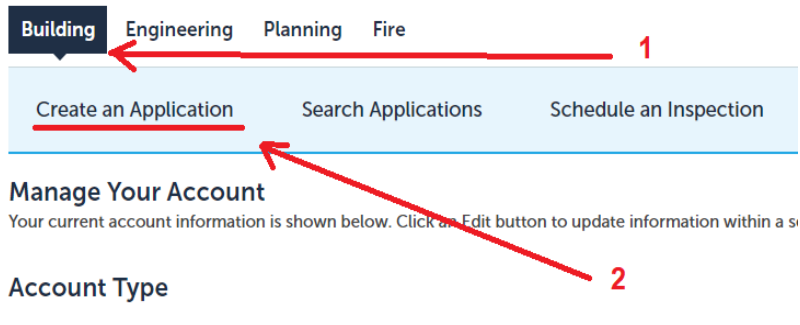 Building Engineering Planning Fire
1
Create an Application Search Applications Schedule an Inspection
Manage Your Account
Your current account information is shown below. Click an Edit button to update information within a s
2
Account Type